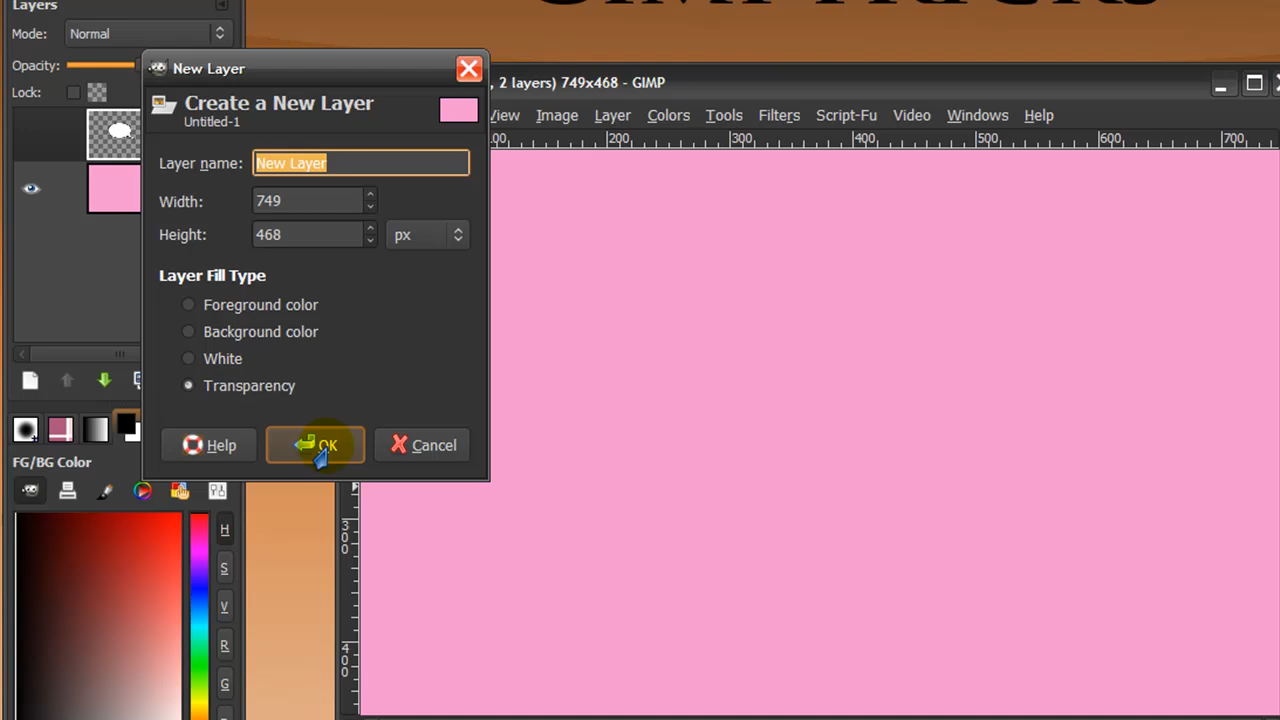 Layers
Mode: Normal
Opacity:
Lock:
New Layer
Create a New Layer
Untitled-1
Layer name: New Layer
Width: 749
Height: 468 px
Layer Fill Type
Foreground color
Background color
White
Transparency
Help OK Cancel
FG/BG Color
H
S
V
R
G
, 2 layers) 749x468 - GIMP
View Image Layer Colors Tools Filters Script-Fu Video Windows Help
100 200 300 400 500 600 700
300
400